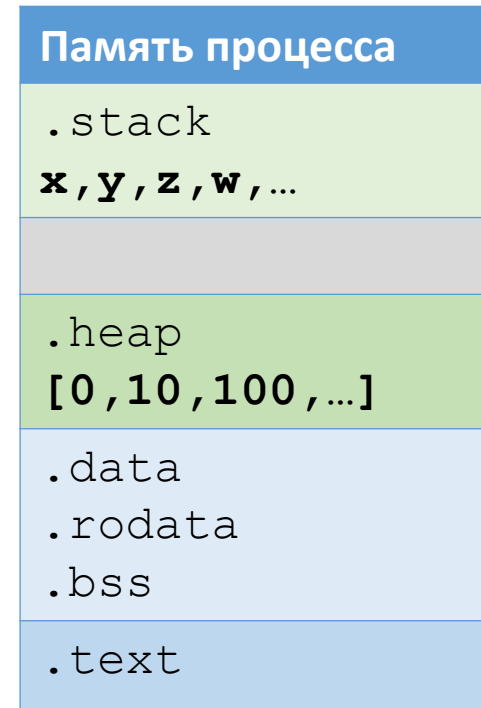 Память процесса
.stack
x,y,z,w,…
.heap
[0,10,100,…]
.data
.rodata
.bss
.text